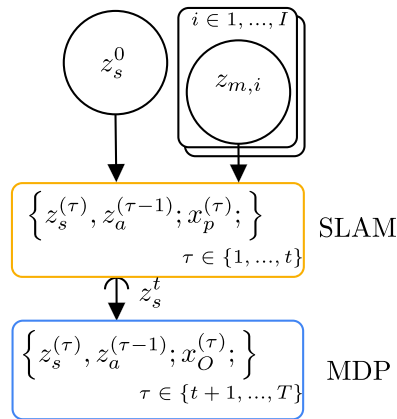 z_s^0
i ∈ 1, ..., I
z_{m,i}
{z_s^{(τ)}, z_a^{(τ−1)}; x_p^{(τ)};}
τ ∈ {1, ..., t}
SLAM
z_s^t
{z_s^{(τ)}, z_a^{(τ−1)}; x_O^{(τ)};}
τ ∈ {t + 1, ..., T}
MDP